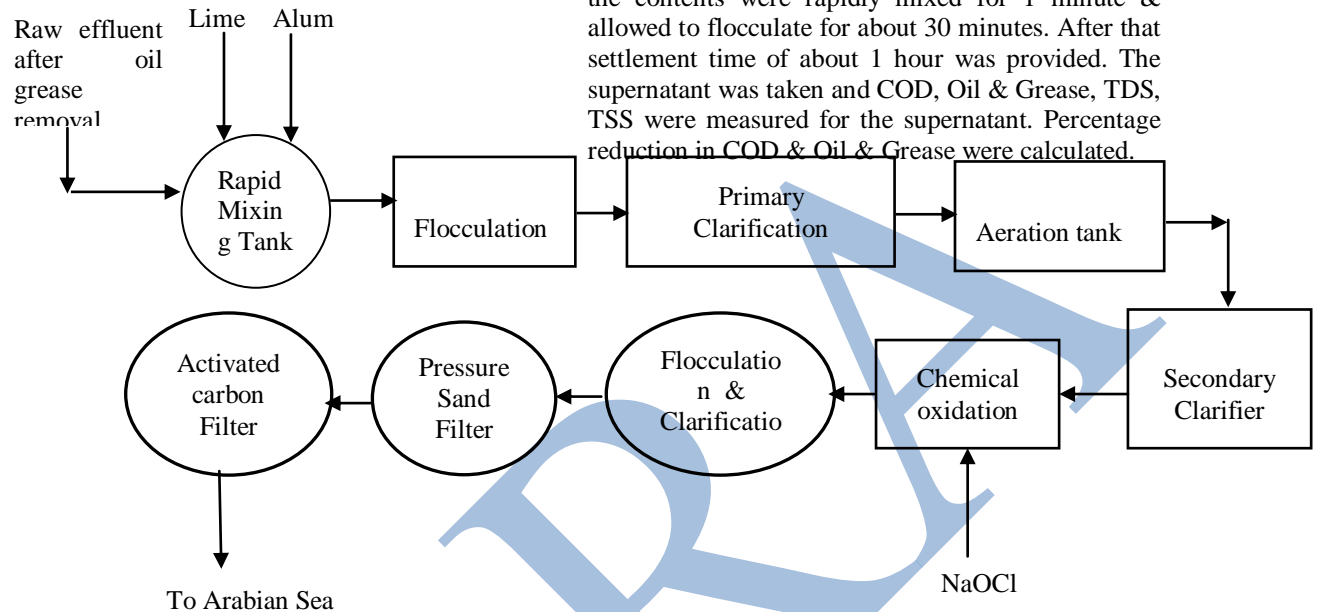 the contents were rapidly mixed for 1 minute &
allowed to flocculate for about 30 minutes. After that
settlement time of about 1 hour was provided. The
supernatant was taken and COD, Oil & Grease, TDS,
TSS were measured for the supernatant. Percentage
reduction in COD & Oil & Grease were calculated.
Raw effluent
after oil
grease
removal
Lime
Alum
Rapid
Mixin
g Tank
Flocculation
Primary
Clarification
Aeration tank
Secondary
Clarifier
Chemical
oxidation
NaOCl
Flocculatio
n &
Clarificatio
Pressure
Sand
Filter
Activated
carbon
Filter
To Arabian Sea
RA